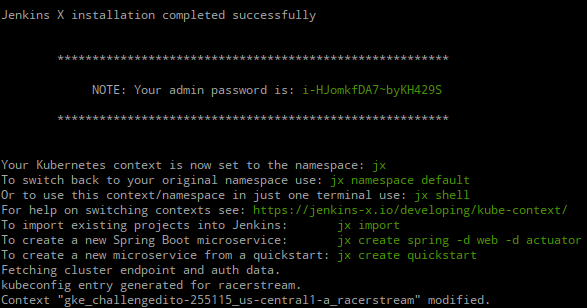 Jenkins X installation completed successfully
********************************************************
NOTE: Your admin password is: i-HJomkfDA7~byKH429S
********************************************************
Your Kubernetes context is now set to the namespace: jx
To switch back to your original namespace use: jx namespace default
Or to use this context/namespace in just one terminal use: jx shell
For help on switching contexts see: https://jenkins-x.io/developing/kube-context/
To import existing projects into Jenkins: jx import
To create a new Spring Boot microservice: jx create spring -d web -d actuator
To create a new microservice from a quickstart: jx create quickstart
Fetching cluster endpoint and auth data.
kubeconfig entry generated for racerstream.
Context "gke_challengedito-255115_us-central1-a_racerstream" modified.